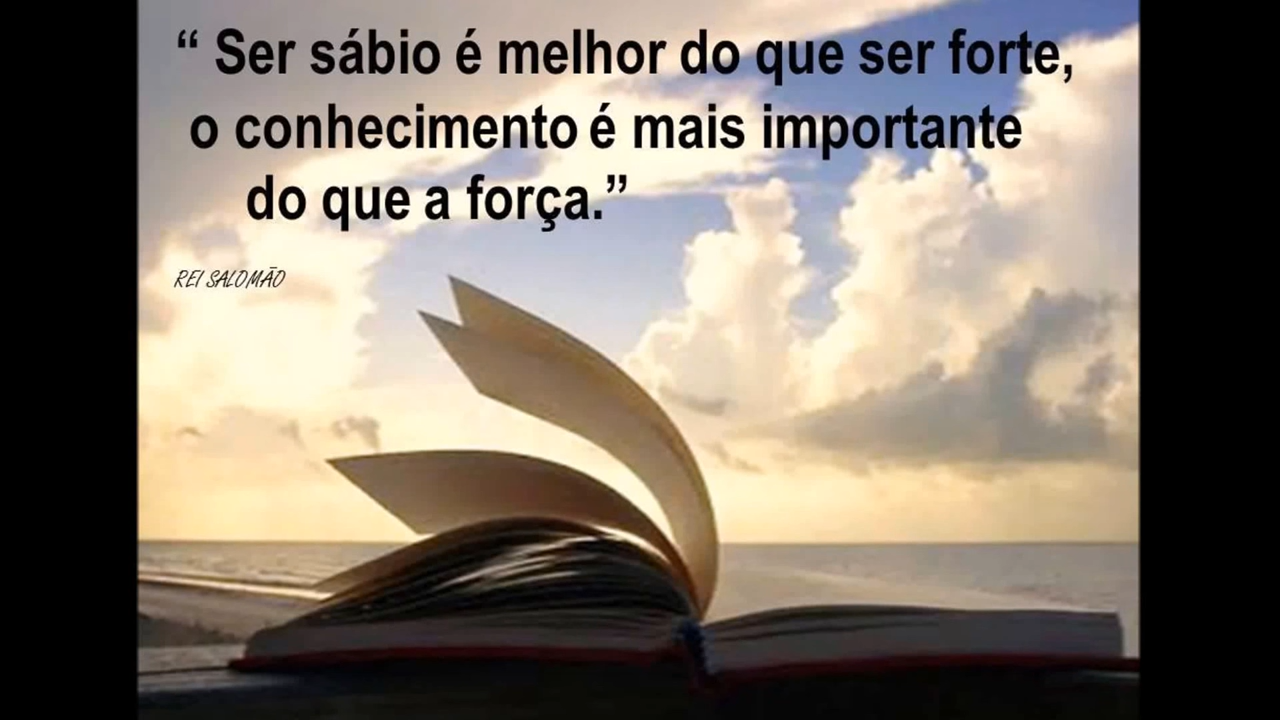 “ Ser sábio é melhor do que ser forte,
o conhecimento é mais importante
do que a força.”
REI SALOMÃO